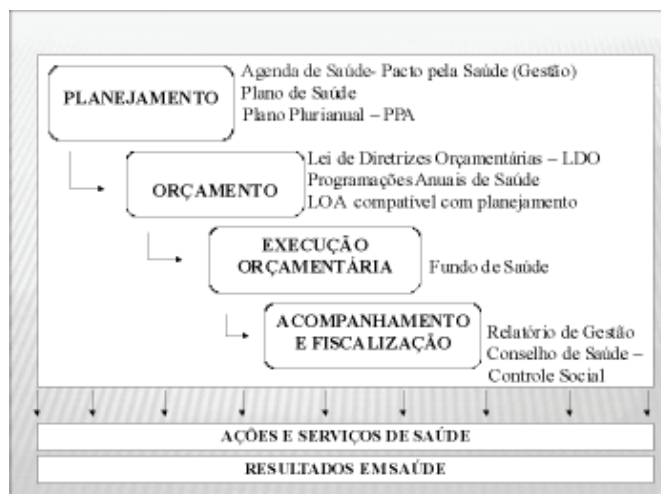 Agenda de Saúde- Pacto pela Saúde (Gestão)
PLANEJAMENTO
Plano de Saúde
Plano Plurianual – PPA
Lei de Diretrizes Orçamentárias – LDO
ORÇAMENTO
Programações Anuais de Saúde
LOA compatível com planejamento
EXECUÇÃO
ORÇAMENTÁRIA
Fundo de Saúde
ACOMPANHAMENTO
E FISCALIZAÇÃO
Relatório de Gestão
Conselho de Saúde –
Controle Social
AÇÕES E SERVIÇOS DE SAÚDE
RESULTADOS EM SAÚDE